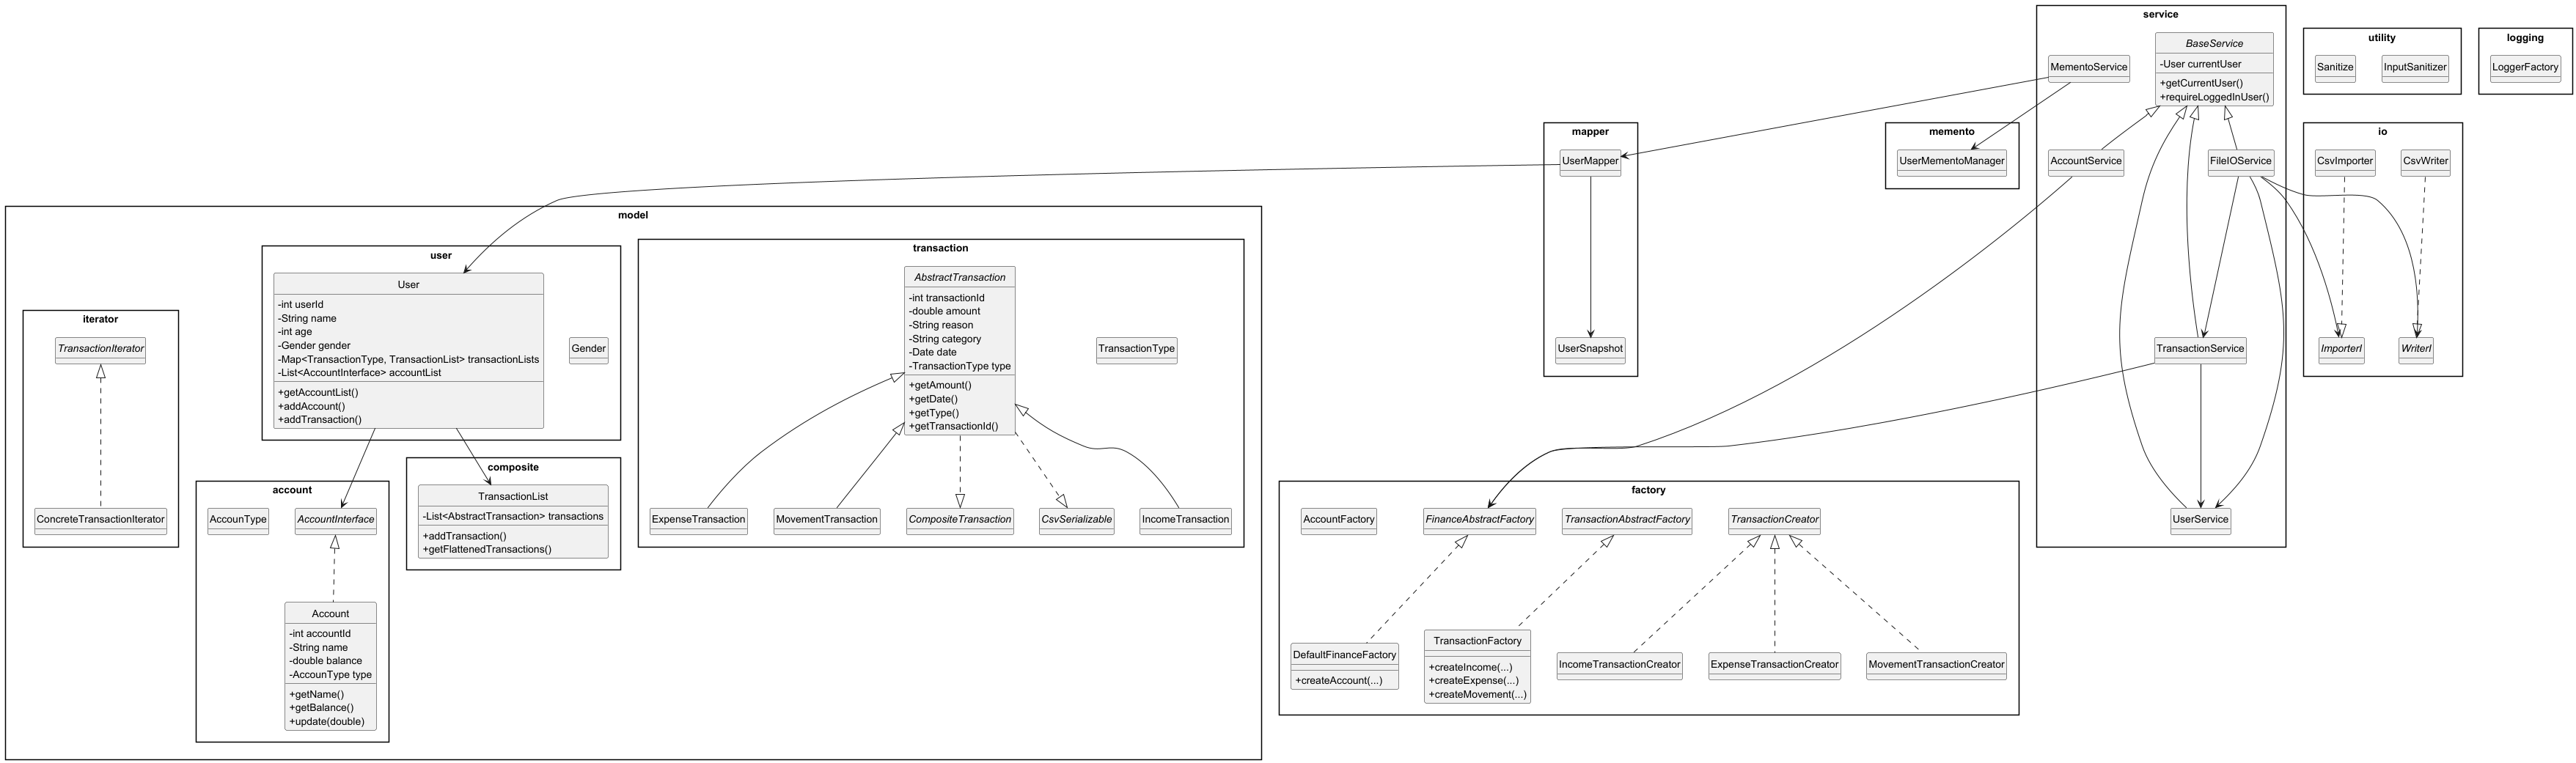 service
BaseService
-User currentUser
+getCurrentUser()
+requireLoggedInUser()
MementoService
AccountService
FileIOService
TransactionService
UserService
utility
Sanitize
InputSanitizer
logging
LoggerFactory
io
CsvImporter
CsvWriter
ImporterI
WriterI
mapper
UserMapper
UserSnapshot
memento
UserMementoManager
model
iterator
TransactionIterator
ConcreteTransactionIterator
user
User
-int userId
-String name
-int age
-Gender gender
-Map<TransactionType, TransactionList> transactionLists
-List<AccountInterface> accountList
+getAccountList()
+addAccount()
+addTransaction()
Gender
account
AccounType
AccountInterface
Account
-int accountId
-String name
-double balance
-AccounType type
+getName()
+getBalance()
+update(double)
composite
TransactionList
-List<AbstractTransaction> transactions
+addTransaction()
+getFlattenedTransactions()
transaction
AbstractTransaction
-int transactionId
-double amount
-String reason
-String category
-Date date
-TransactionType type
+getAmount()
+getDate()
+getType()
+getTransactionId()
TransactionType
ExpenseTransaction
MovementTransaction
CompositeTransaction
CsvSerializable
IncomeTransaction
factory
AccountFactory
FinanceAbstractFactory
TransactionAbstractFactory
TransactionCreator
DefaultFinanceFactory
+createAccount(...)
TransactionFactory
+createIncome(...)
+createExpense(...)
+createMovement(...)
IncomeTransactionCreator
ExpenseTransactionCreator
MovementTransactionCreator